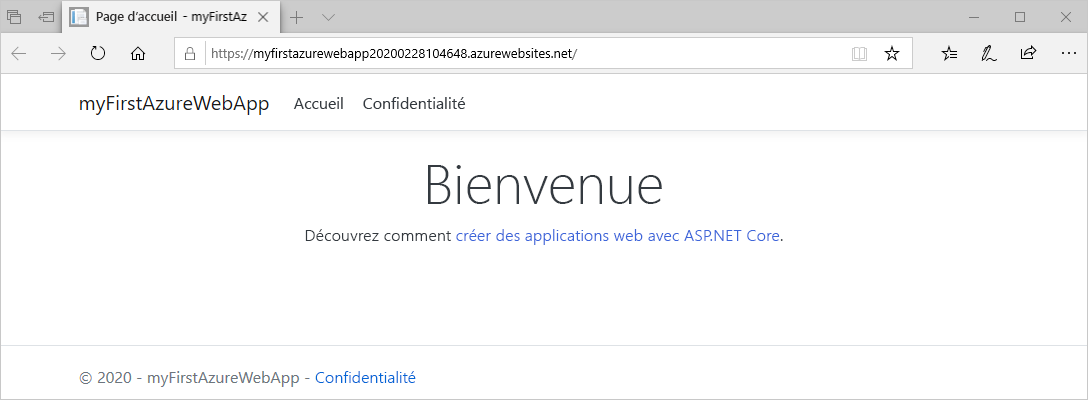 Page d’accueil - myFirstAz
https://myfirstazurewebapp20200228104648.azurewebsites.net/
myFirstAzureWebApp Accueil Confidentialité
Bienvenue
Découvrez comment créer des applications web avec ASP.NET Core.
© 2020 - myFirstAzureWebApp - Confidentialité